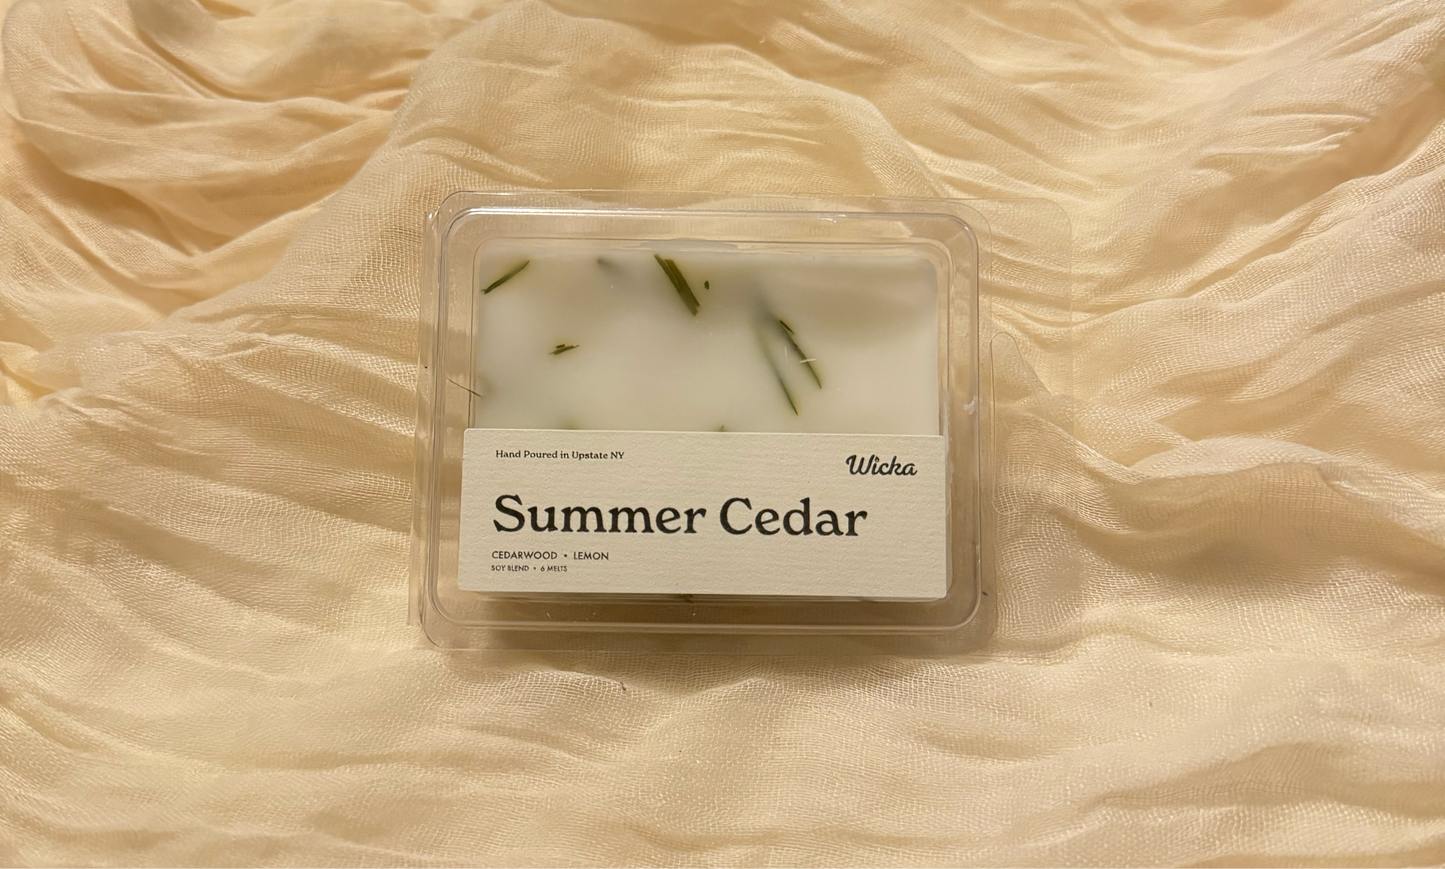 Hand Poured in Upstate NY
Wicka
Summer Cedar
CEDARWOOD • LEMON
SOY BLEND • 6 MELTS